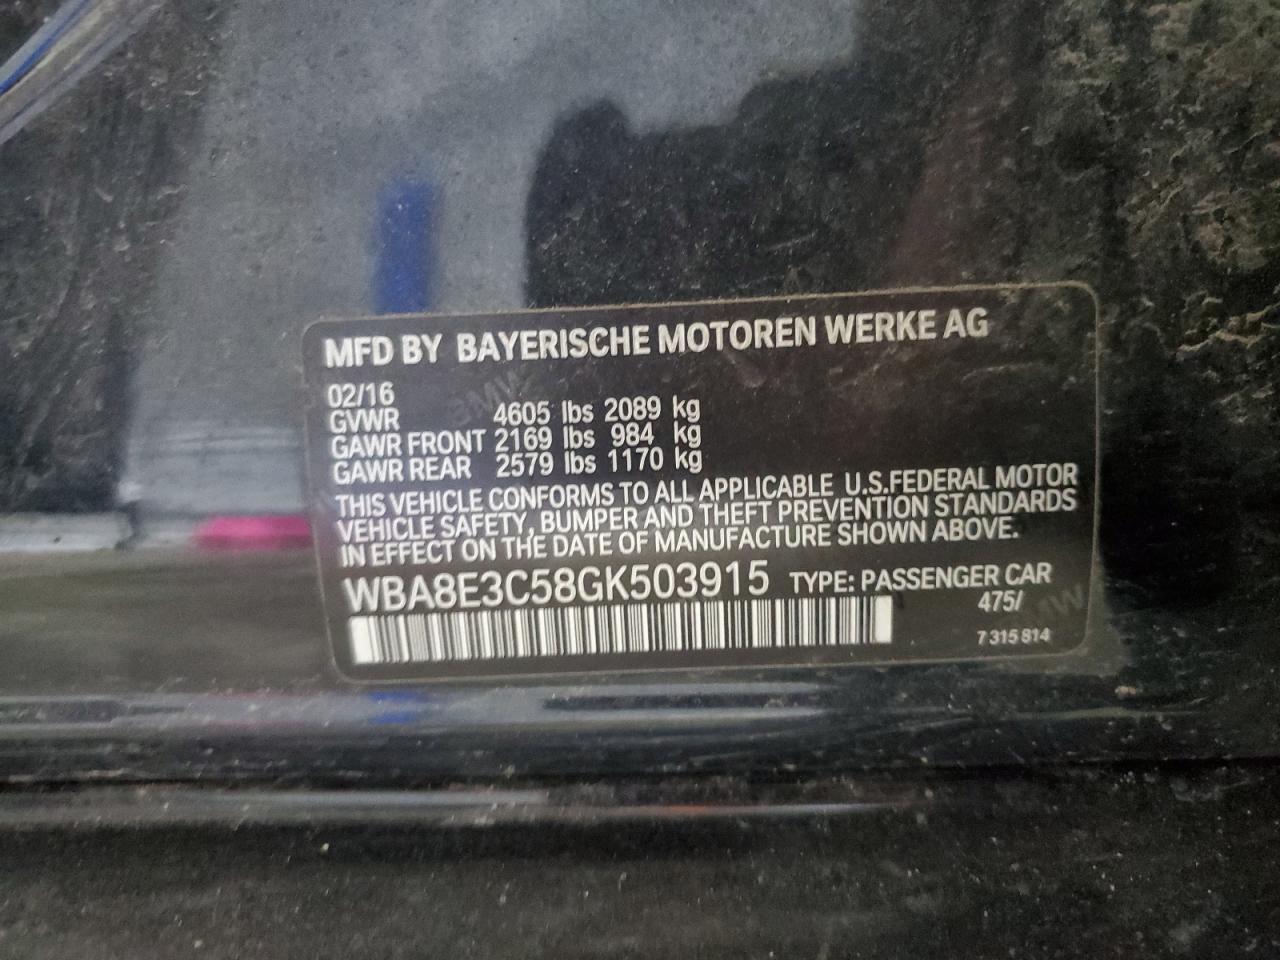 MFD BY BAYERISCHE MOTOREN WERKE AG
02/16
GVWR 4605 lbs 2089 kg
GAWR FRONT 2169 lbs 984 kg
GAWR REAR 2579 lbs 1170 kg
THIS VEHICLE CONFORMS TO ALL APPLICABLE U.S.FEDERAL MOTOR
VEHICLE SAFETY, BUMPER AND THEFT PREVENTION STANDARDS
IN EFFECT ON THE DATE OF MANUFACTURE SHOWN ABOVE.
WBA8E3C58GK503915 TYPE: PASSENGER CAR
475/
7 315 814
BMW
BMW